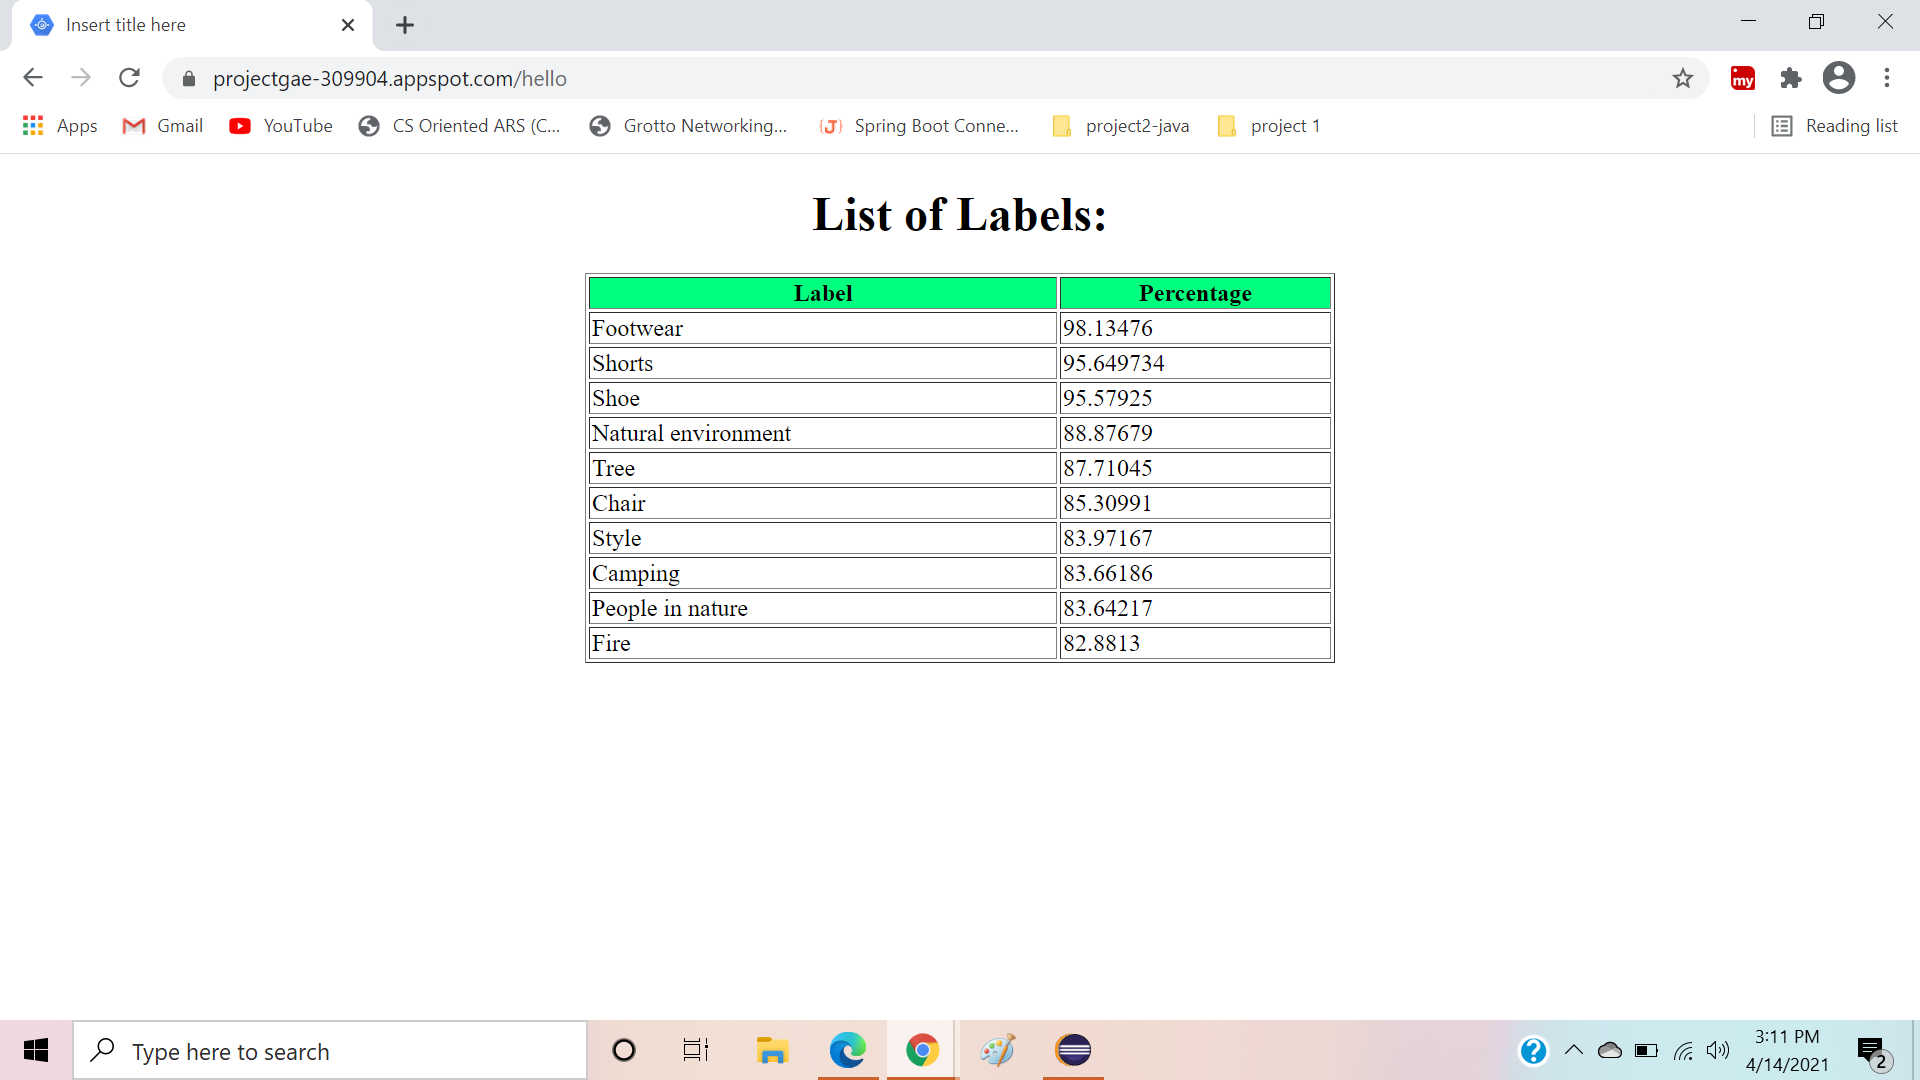 Insert title here
projectgae-309904.appspot.com/hello
my
Apps Gmail YouTube CS Oriented ARS (C... Grotto Networking... {J} Spring Boot Conne... project2-java project 1 Reading list
List of Labels:
Label Percentage
Footwear 98.13476
Shorts 95.649734
Shoe 95.57925
Natural environment 88.87679
Tree 87.71045
Chair 85.30991
Style 83.97167
Camping 83.66186
People in nature 83.64217
Fire 82.8813
Type here to search
3:11 PM
4/14/2021
2